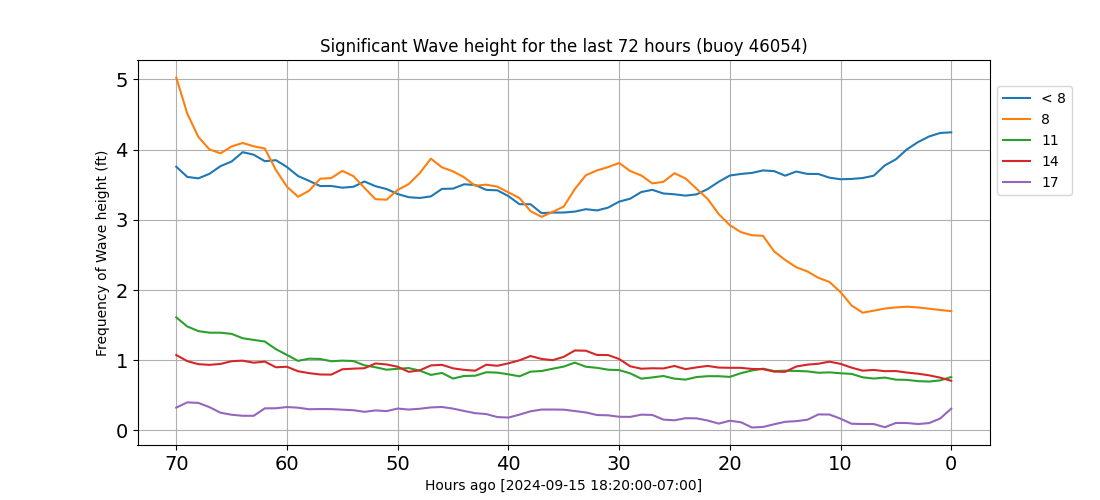 Significant Wave height for the last 72 hours (buoy 46054)
Frequency of Wave height (ft)
5
4
3
2
1
0
70 60 50 40 30 20 10 0
Hours ago [2024-09-15 18:20:00-07:00]
< 8
8
11
14
17